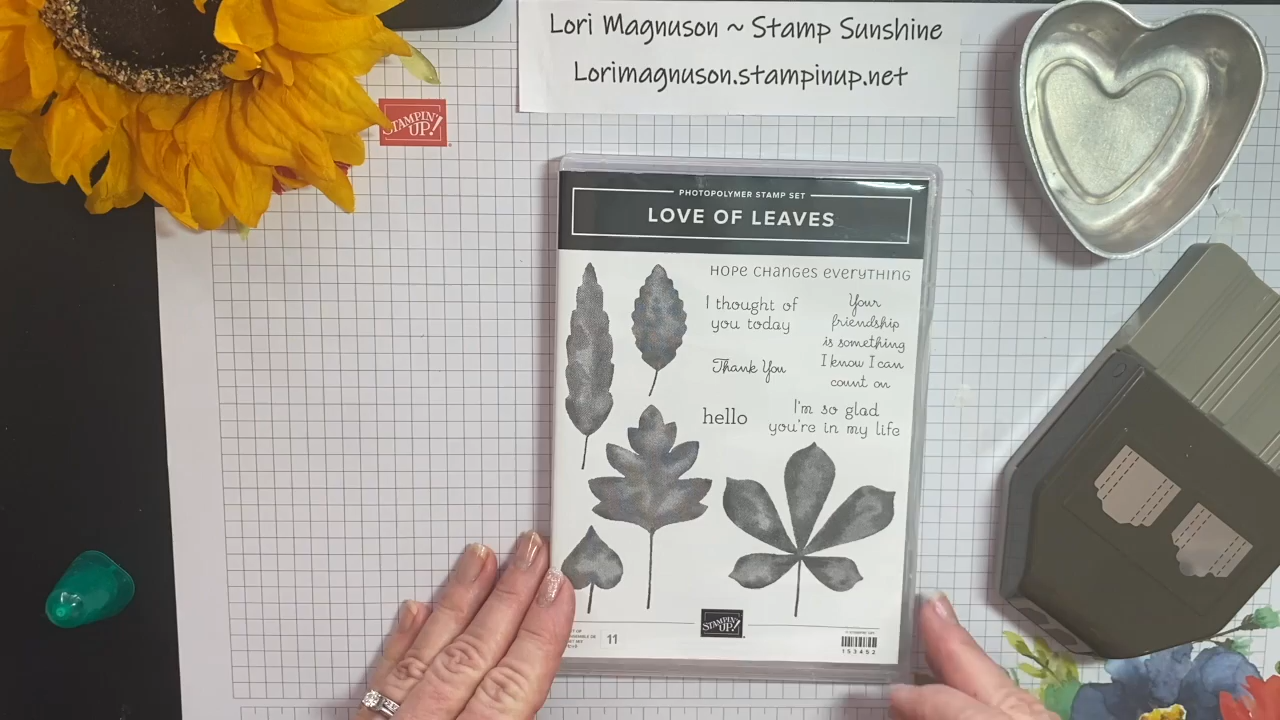 Lori Magnuson ~ Stamp Sunshine
Lorimagnuson.stampinup.net
STAMPIN' UP!
PHOTOPOLYMER STAMP SET
LOVE OF LEAVES
HOPE CHANGES EVERYTHING
I thought of
you today
Your
friendship
is something
I know I can
count on
Thank You
hello
I'm so glad
you're in my life
STAMPIN' UP!
11
153452